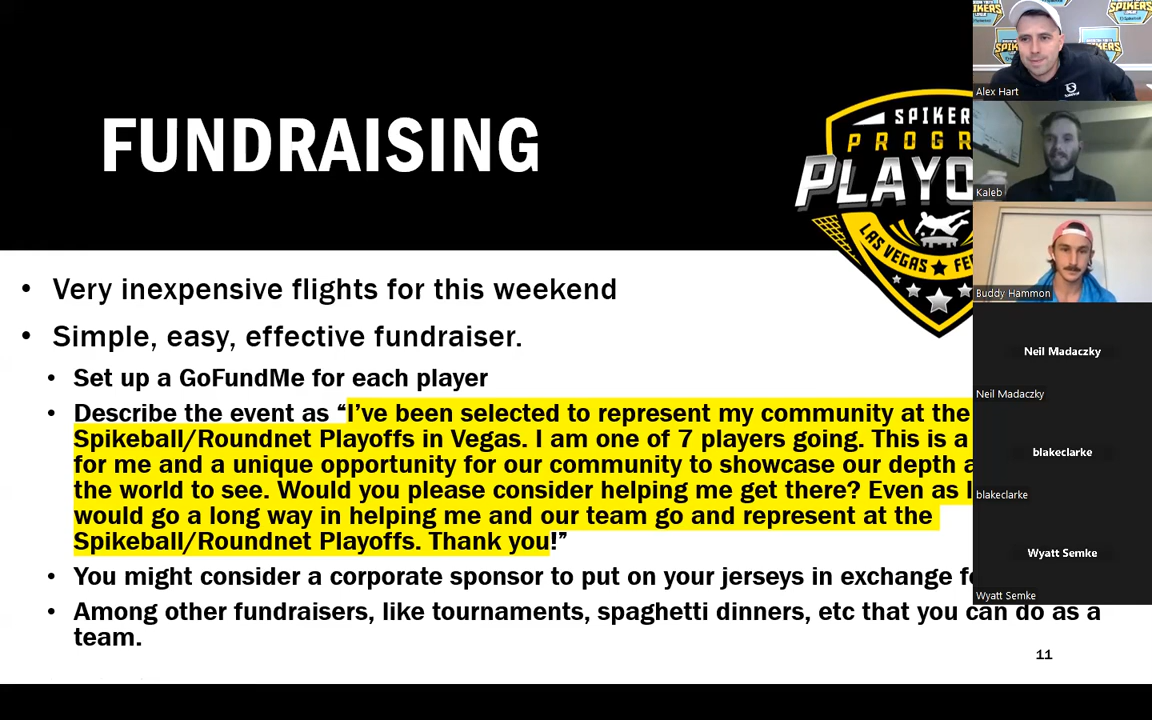 FUNDRAISING
SPIKER
PROGR
PLAYO
LAS VEGAS ★ FE
• Very inexpensive flights for this weekend
• Simple, easy, effective fundraiser.
• Set up a GoFundMe for each player
• Describe the event as “I’ve been selected to represent my community at the
Spikeball/Roundnet Playoffs in Vegas. I am one of 7 players going. This is a
for me and a unique opportunity for our community to showcase our depth a
the world to see. Would you please consider helping me get there? Even as l
would go a long way in helping me and our team go and represent at the
Spikeball/Roundnet Playoffs. Thank you!”
• You might consider a corporate sponsor to put on your jerseys in exchange fo
• Among other fundraisers, like tournaments, spaghetti dinners, etc that you can do as a
team.
11
SPIKERS
SPIKERS
Alex Hart
Kaleb
Buddy Hammon
Neil Madaczky
Neil Madaczky
blakeclarke
blakeclarke
Wyatt Semke
Wyatt Semke